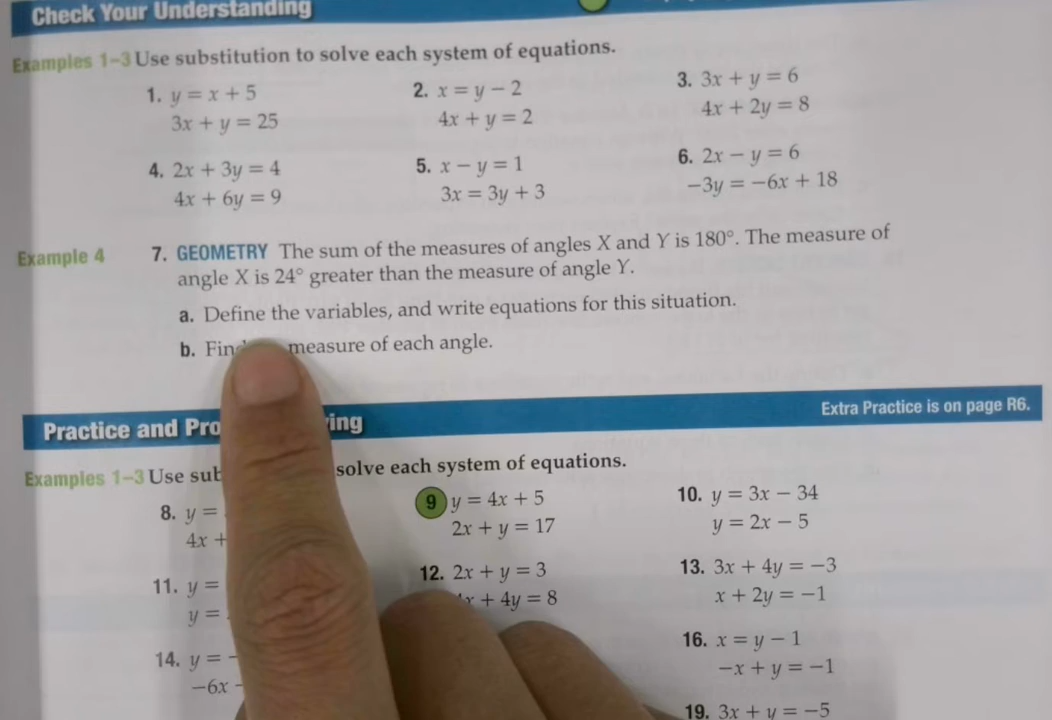 Check Your Understanding
Examples 1–3 Use substitution to solve each system of equations.
1. y = x + 5
3x + y = 25
2. x = y − 2
4x + y = 2
3. 3x + y = 6
4x + 2y = 8
4. 2x + 3y = 4
4x + 6y = 9
5. x − y = 1
3x = 3y + 3
6. 2x − y = 6
−3y = −6x + 18
Example 4 7. GEOMETRY The sum of the measures of angles X and Y is 180°. The measure of
angle X is 24° greater than the measure of angle Y.
a. Define the variables, and write equations for this situation.
b. measure of each angle.
Practice and
Extra Practice is on page R6.
Examples 1–3 Use solve each system of equations.
8. y =
4x +
9 y = 4x + 5
2x + y = 17
10. y = 3x − 34
y = 2x − 5
11. y =
y =
12. 2x + y = 3
+ 4y = 8
13. 3x + 4y = −3
x + 2y = −1
14. y = −
−6x
16. x = y − 1
−x + y = −1
19. 3x + y = −5